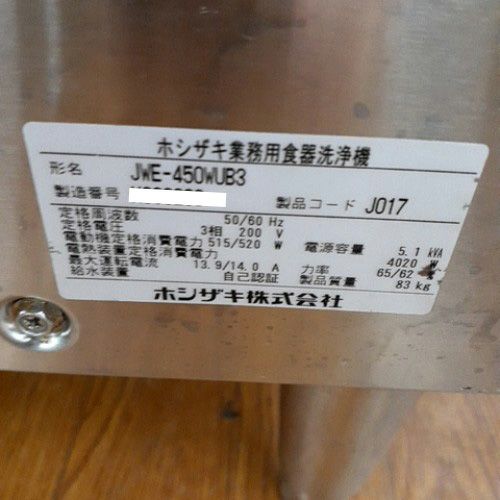 ホシザキ業務用食器洗浄機
形名 JWE-450WUB3
製造番号
製品コード J017
定格周波数 50/60 Hz
定格電圧 3相 200 V
電動機定格消費電力 515/520 W
電源容量 5.1 kVA
電熱装置定格消費電力 4020 W
最大運転電流 13.9/14.0 A
力率 65/62
給水装置 自己認証
製品質量 83 kg
ホシザキ株式会社